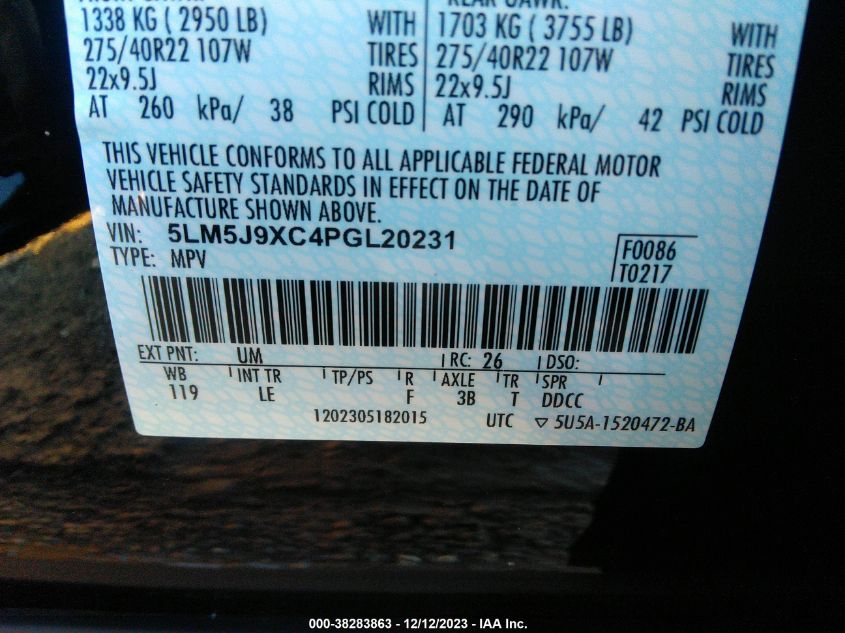 1338 KG ( 2950 LB) WITH 1703 KG ( 3755 LB) WITH
275/40R22 107W TIRES 275/40R22 107W TIRES
22x9.5J RIMS 22x9.5J RIMS
AT 260 kPa/ 38 PSI COLD AT 290 kPa/ 42 PSI COLD
THIS VEHICLE CONFORMS TO ALL APPLICABLE FEDERAL MOTOR
VEHICLE SAFETY STANDARDS IN EFFECT ON THE DATE OF
MANUFACTURE SHOWN ABOVE.
VIN: 5LM5J9XC4PGL20231 F0086
TYPE: MPV T0217
EXT PNT: UM RC: 26 DSO:
WB INT TR TP/PS R AXLE TR SPR
119 LE F 3B T DDCC
1202305182015 UTC ▽ 5U5A-1520472-BA
000-38283863 - 12/12/2023 - IAA Inc.